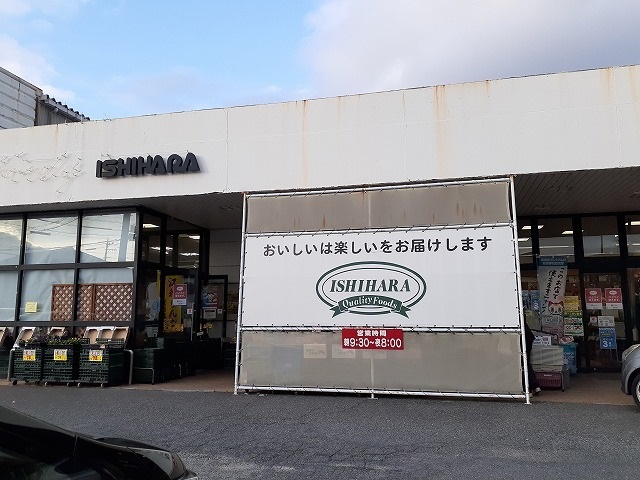 ISHIHARA
おいしいは楽しいをお届けします
ISHIHARA
Quality Foods
営業時間
朝9:30~夜8:00